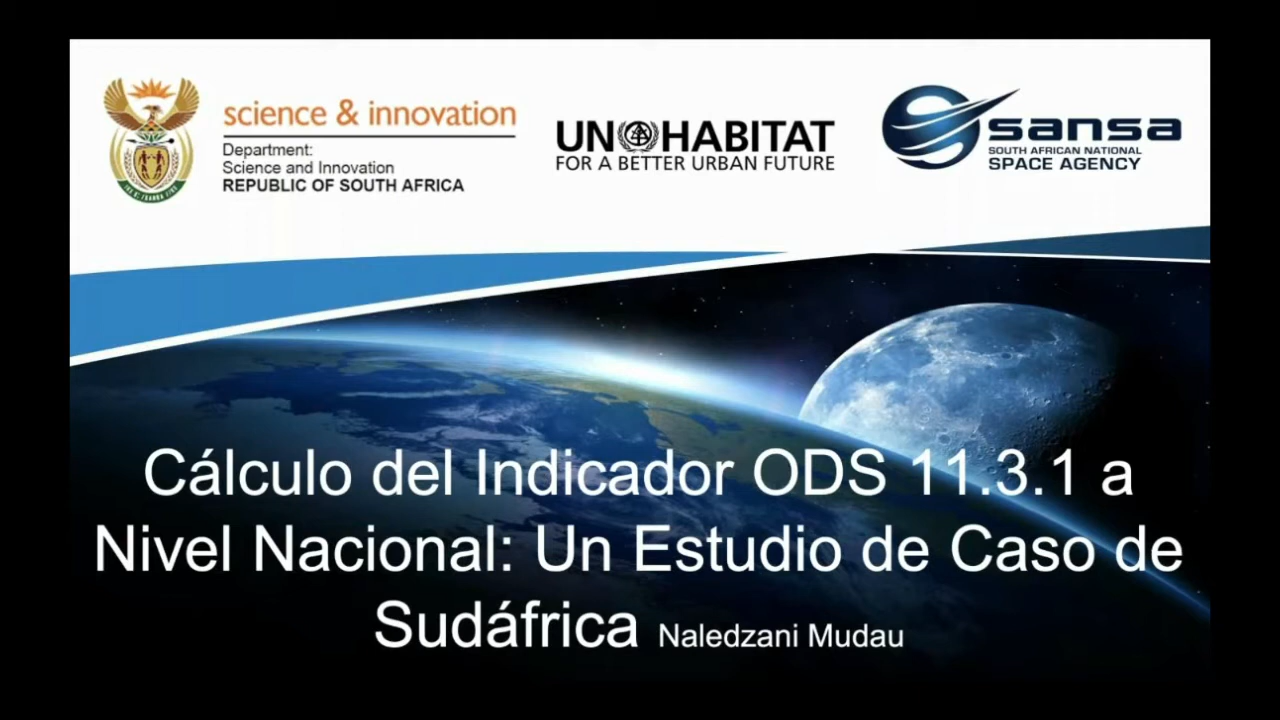 science & innovation
Department:
Science and Innovation
REPUBLIC OF SOUTH AFRICA
UN HABITAT
FOR A BETTER URBAN FUTURE
sansa
SOUTH AFRICAN NATIONAL
SPACE AGENCY
Cálculo del Indicador ODS 11.3.1 a
Nivel Nacional: Un Estudio de Caso de
Sudáfrica Naledzani Mudau